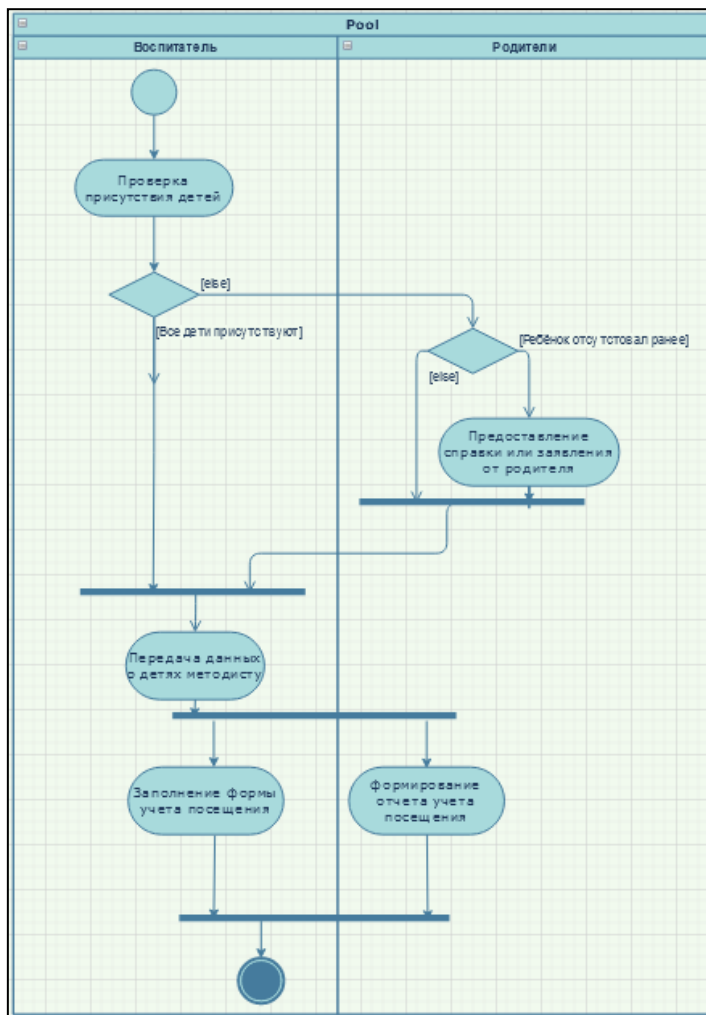 Pool
Воспитатель
Родители
Проверка
присутствия детей
[else]
[Все дети присутствуют]
[Ребёнок отсутстовал ранее]
[else]
Предоставление
справки или заявления
от родителя
Передача данных
о детях методисту
Заполнение формы
учета посещения
формирование
отчета учета
посещения